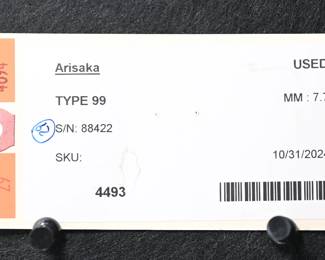 Arisaka
USED
TYPE 99
MM : 7.7
S/N: 88422
SKU:
10/31/2024
4493